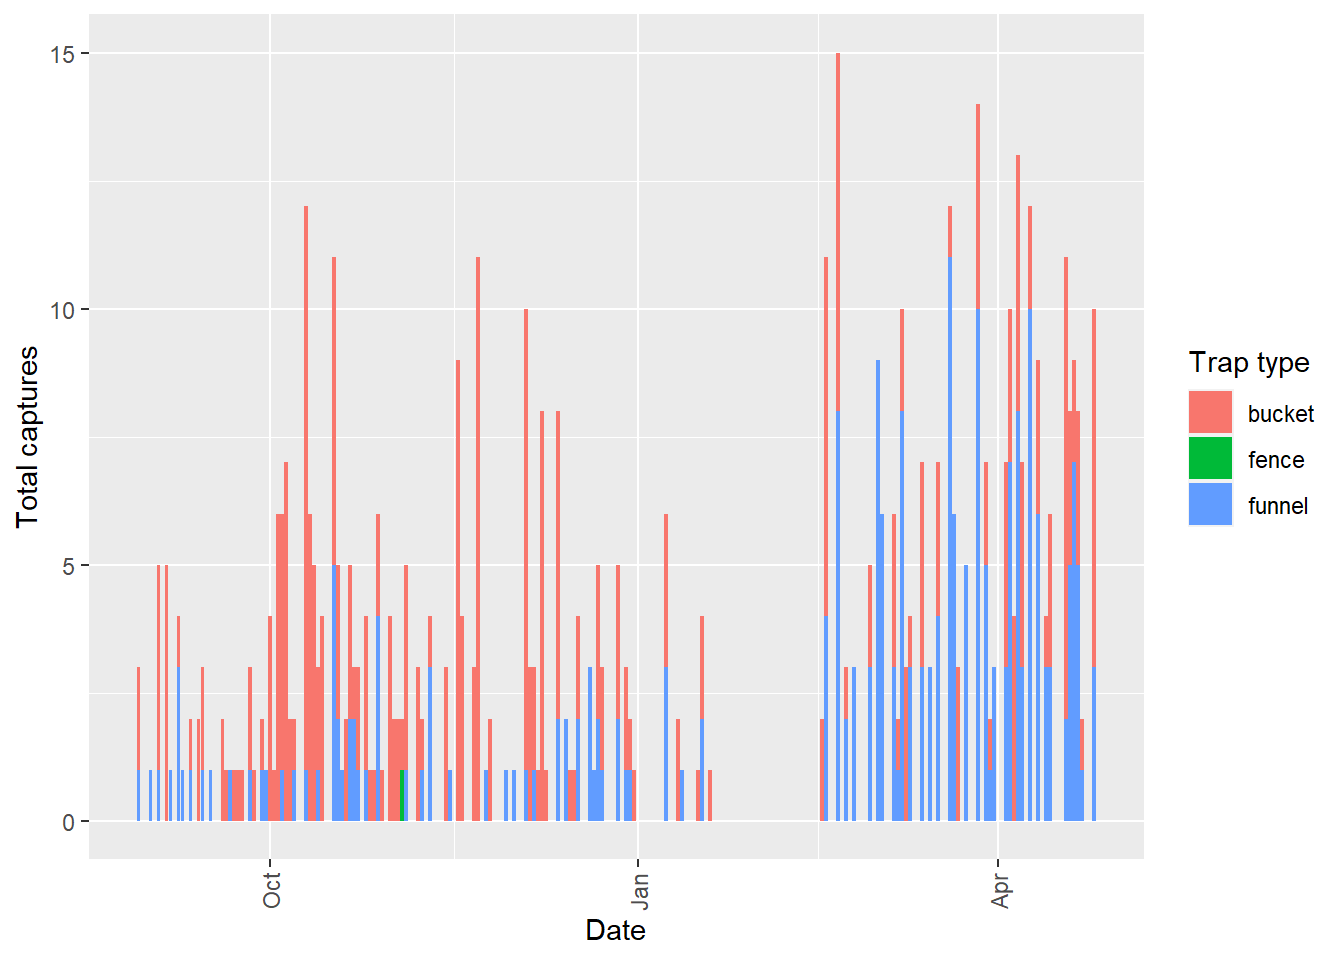 15
10
5
0
Total captures
Oct
Jan
Apr
Date
Trap type
bucket
fence
funnel